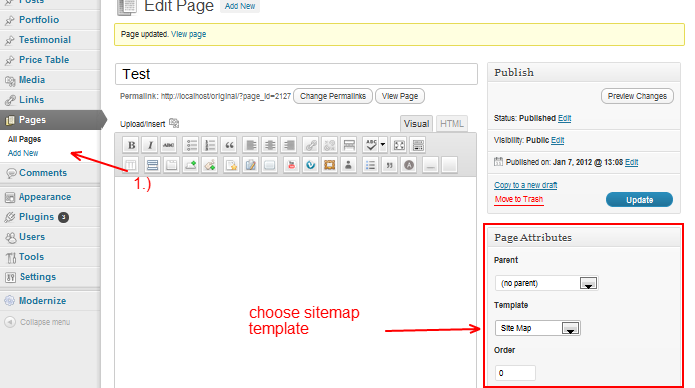 Posts
Portfolio
Testimonial
Price Table
Media
Links
Pages
All Pages
Add New
Comments
Appearance
Plugins 3
Users
Tools
Settings
Modernize
Collapse menu
1.)
Edit Page Add New
Page updated. View page
Test
Permalink: http://localhost/original/?page_id=2127 Change Permalinks View Page
Upload/Insert Visual HTML
B I ABC ABC
choose sitemap
template
Publish
Preview Changes
Status: Published Edit
Visibility: Public Edit
Published on: Jan 7, 2012 @ 13:08 Edit
Copy to a new draft
Move to Trash Update
Page Attributes
Parent
(no parent)
Template
Site Map
Order
0